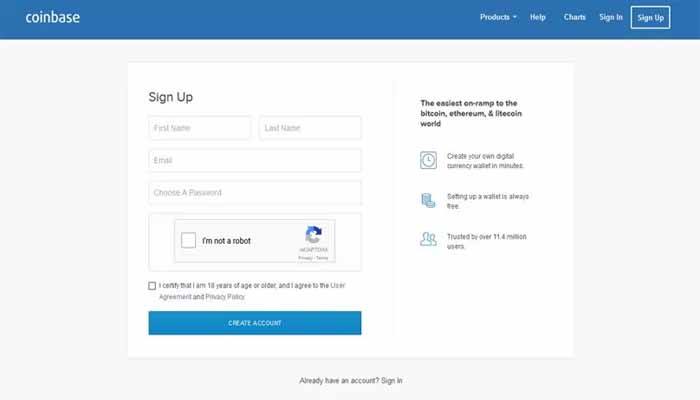 coinbase
Products
Help
Charts
Sign In
Sign Up
Sign Up
First Name
Last Name
Email
Choose A Password
I'm not a robot
reCAPTCHA
Privacy - Terms
I certify that I am 18 years of age or older, and I agree to the User
Agreement and Privacy Policy.
CREATE ACCOUNT
The easiest on-ramp to the
bitcoin, ethereum, & litecoin
world
Create your own digital
currency wallet in minutes.
Setting up a wallet is always
free.
Trusted by over 11.4 million
users.
Already have an account? Sign In